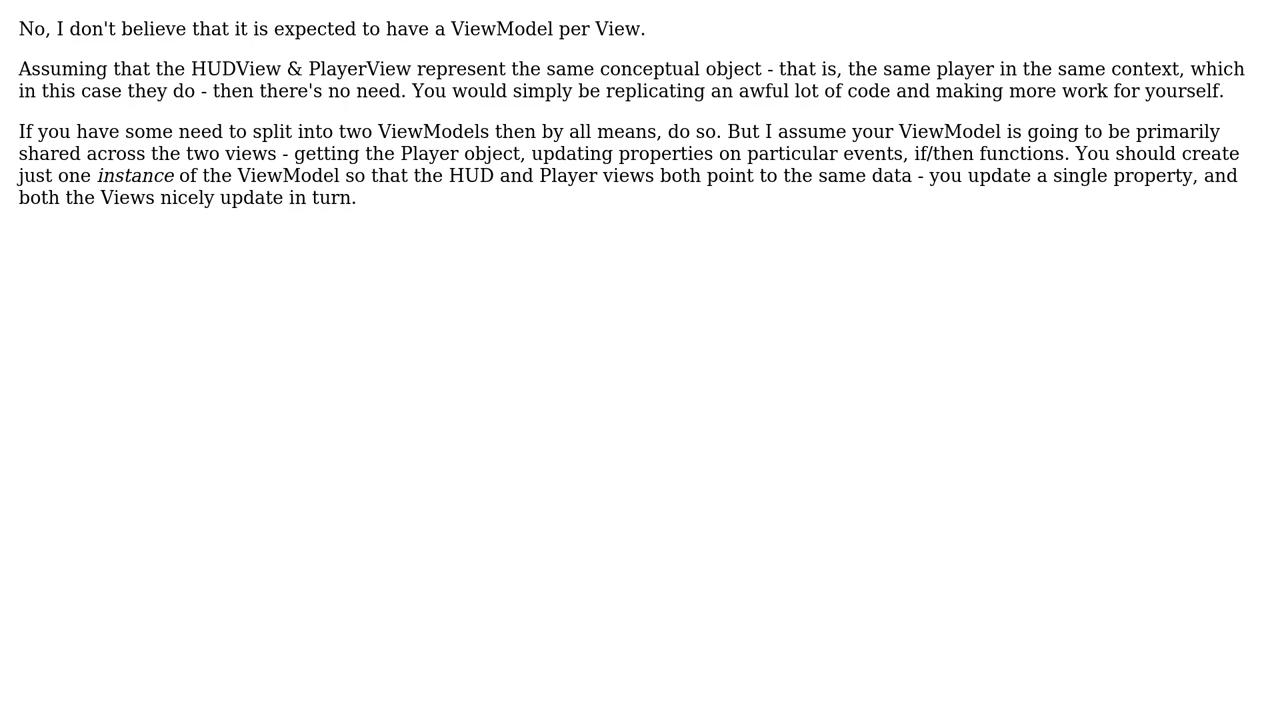 No, I don't believe that it is expected to have a ViewModel per View.
Assuming that the HUDView & PlayerView represent the same conceptual object - that is, the same player in the same context, which
in this case they do - then there's no need. You would simply be replicating an awful lot of code and making more work for yourself.
If you have some need to split into two ViewModels then by all means, do so. But I assume your ViewModel is going to be primarily
shared across the two views - getting the Player object, updating properties on particular events, if/then functions. You should create
just one instance of the ViewModel so that the HUD and Player views both point to the same data - you update a single property, and
both the Views nicely update in turn.